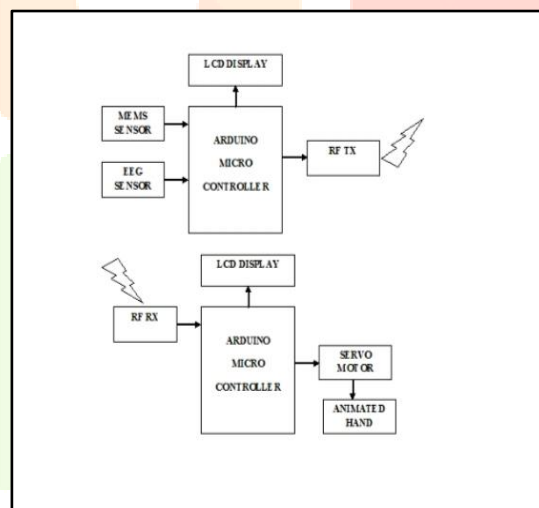 LCD DISPLAY
MEMS
SENSOR
ARDUINO
MICRO
CONTROLLER
EEG
SENSOR
RF TX
LCD DISPLAY
RF RX
ARDUINO
MICRO
CONTROLLER
SERVO
MOTOR
ANIMATED
HAND